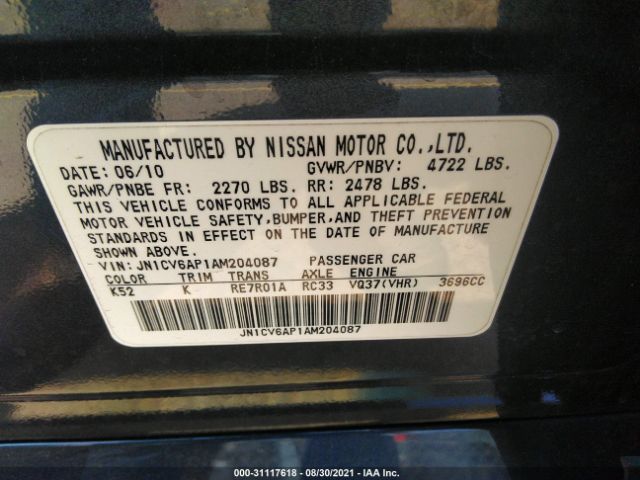 MANUFACTURED BY NISSAN MOTOR CO.,LTD.
DATE: 06/10 GVWR/PNBV: 4722 LBS.
GAWR/PNBE FR: 2270 LBS. RR: 2478 LBS.
THIS VEHICLE CONFORMS TO ALL APPLICABLE FEDERAL
MOTOR VEHICLE SAFETY,BUMPER,AND THEFT PREVENTION
STANDARDS IN EFFECT ON THE DATE OF MANUFACTURE
SHOWN ABOVE.
VIN: JN1CV6AP1AM204087 PASSENGER CAR
COLOR TRIM TRANS AXLE ENGINE
K52 K RE7R01A RC33 VQ37(VHR) 3696CC
JN1CV6AP1AM204087
000-31117618 - 08/30/2021 - IAA Inc.